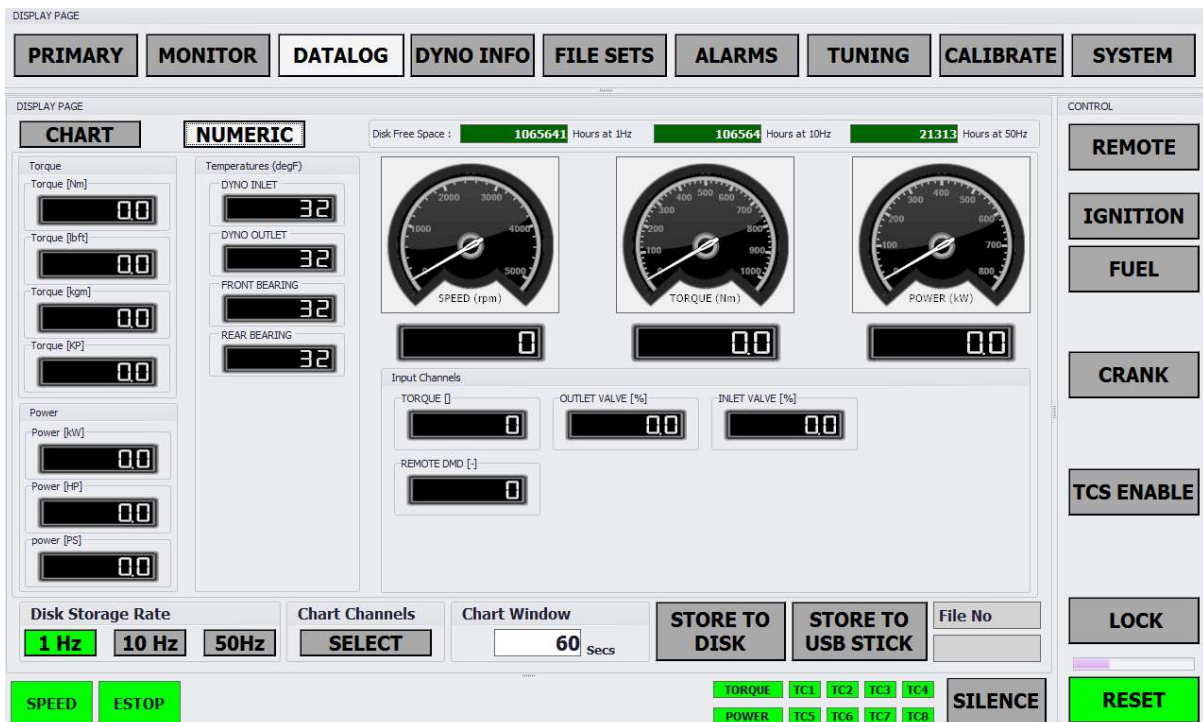 DISPLAY PAGE
PRIMARY MONITOR DATALOG DYNO INFO FILE SETS ALARMS TUNING CALIBRATE SYSTEM
DISPLAY PAGE
CONTROL
CHART NUMERIC
Disk Free Space : 1065641 Hours at 1Hz 106564 Hours at 10Hz 21313 Hours at 50Hz
Torque
Torque [Nm]
0.0
Torque [lbft]
0.0
Torque [kgm]
0.0
Torque [KP]
0.0
Power
Power [kW]
0.0
Power [HP]
0.0
power [PS]
0.0
Temperatures (degF)
DYNO INLET
32
DYNO OUTLET
32
FRONT BEARING
32
REAR BEARING
32
0 1000 2000 3000 4000 5000
SPEED (rpm)
0
0 100 200 300 400 500 600 700 800 900 1000
TORQUE (Nm)
0.0
0 100 200 300 400 500 600 700 800
POWER (kW)
0.0
Input Channels
TORQUE [] OUTLET VALVE [%] INLET VALVE [%]
0 0.0 0.0
REMOTE DMD [-]
0
REMOTE
IGNITION
FUEL
CRANK
TCS ENABLE
LOCK
RESET
Disk Storage Rate
1 Hz 10 Hz 50Hz
Chart Channels
SELECT
Chart Window
60 Secs
STORE TO
DISK
STORE TO
USB STICK
File No
SPEED ESTOP
TORQUE TC1 TC2 TC3 TC4
POWER TC5 TC6 TC7 TC8
SILENCE